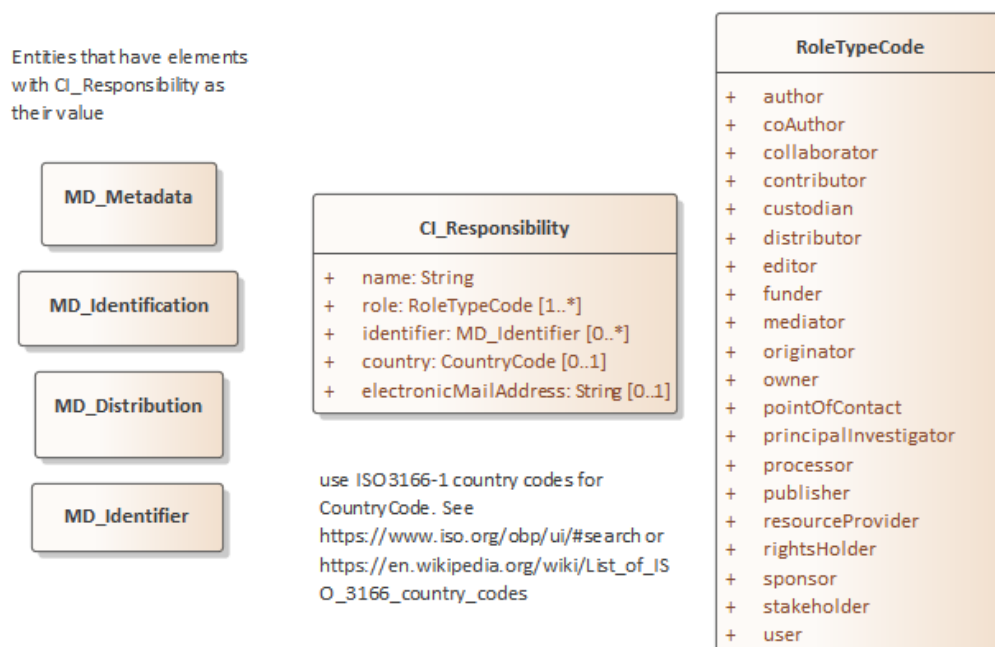 Entities that have elements
with CI_Responsibility as
their value
MD_Metadata
MD_Identification
MD_Distribution
MD_Identifier
CI_Responsibility
+ name: String
+ role: RoleTypeCode [1..*]
+ identifier: MD_Identifier [0..*]
+ country: CountryCode [0..1]
+ electronicMailAddress: String [0..1]
use ISO3166-1 country codes for
CountryCode. See
https://www.iso.org/obp/ui/#search or
https://en.wikipedia.org/wiki/List_of_IS
O_3166_country_codes
RoleTypeCode
+ author
+ coAuthor
+ collaborator
+ contributor
+ custodian
+ distributor
+ editor
+ funder
+ mediator
+ originator
+ owner
+ pointOfContact
+ principalInvestigator
+ processor
+ publisher
+ resourceProvider
+ rightsHolder
+ sponsor
+ stakeholder
+ user